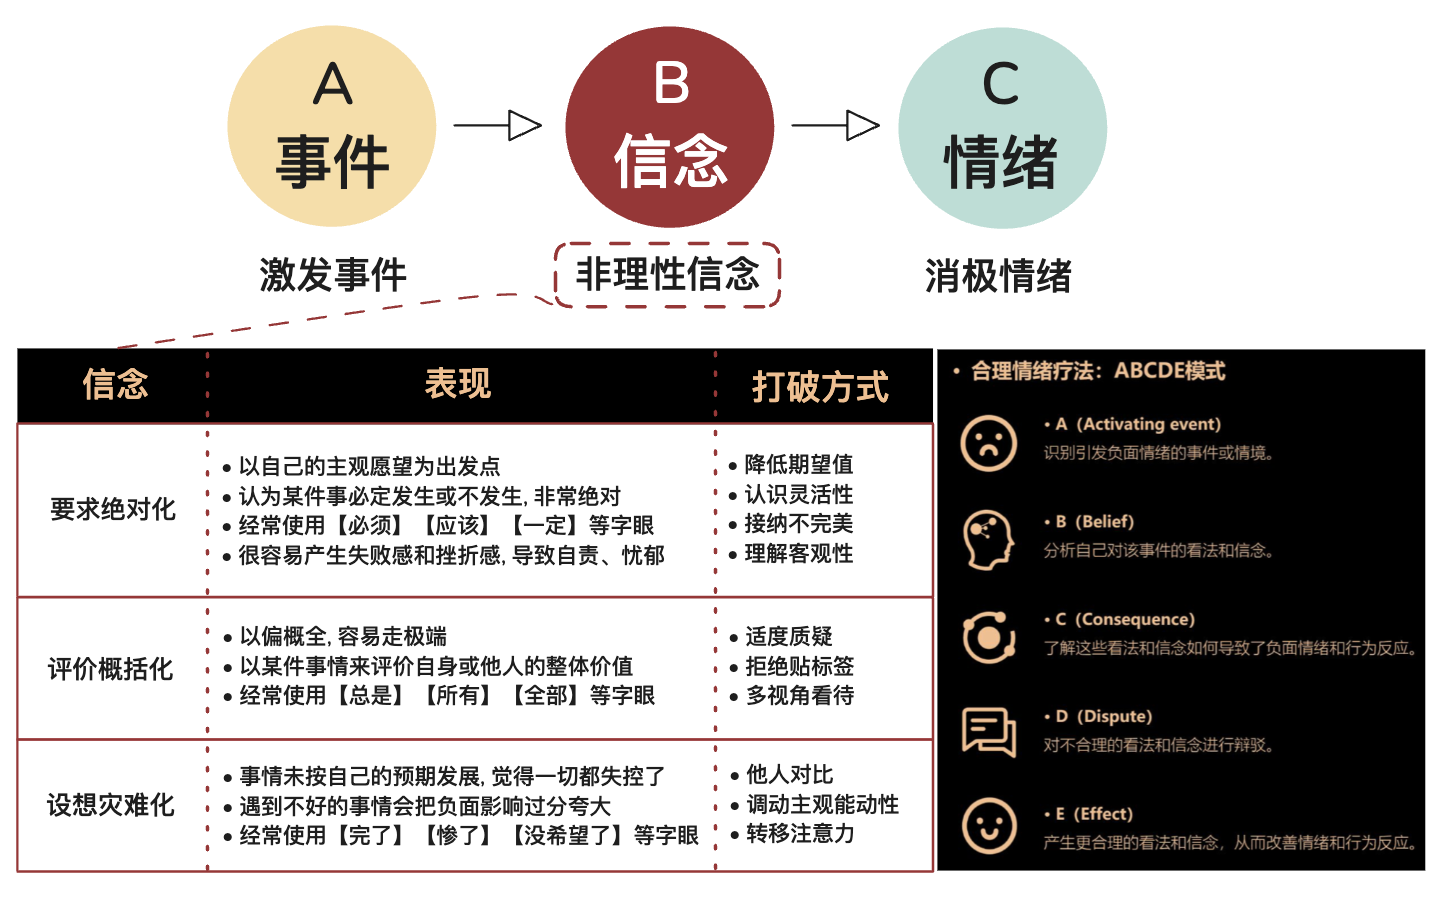 A
事件
B
信念
C
情绪
激发事件
非理性信念
消极情绪
信念
表现
打破方式
要求绝对化
• 以自己的主观愿望为出发点
• 认为某件事必定发生或不发生, 非常绝对
• 经常使用【必须】【应该】【一定】等字眼
• 很容易产生失败感和挫折感, 导致自责、忧郁
• 降低期望值
• 认识灵活性
• 接纳不完美
• 理解客观性
评价概括化
• 以偏概全, 容易走极端
• 以某件事情来评价自身或他人的整体价值
• 经常使用【总是】【所有】【全部】等字眼
• 适度质疑
• 拒绝贴标签
• 多视角看待
设想灾难化
• 事情未按自己的预期发展, 觉得一切都失控了
• 遇到不好的事情会把负面影响过分夸大
• 经常使用【完了】【惨了】【没希望了】等字眼
• 他人对比
• 调动主观能动性
• 转移注意力
• 合理情绪疗法：ABCDE模式
• A（Activating event）
识别引发负面情绪的事件或情境。
• B（Belief）
分析自己对该事件的看法和信念。
• C（Consequence）
了解这些看法和信念如何导致了负面情绪和行为反应。
• D（Dispute）
对不合理的看法和信念进行辩驳。
• E（Effect）
产生更合理的看法和信念，从而改善情绪和行为反应。